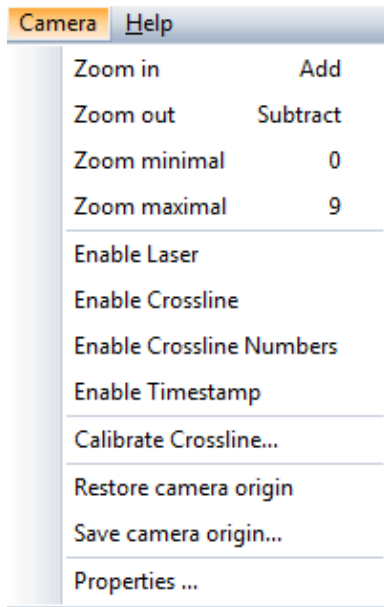 Camera Help
Zoom in Add
Zoom out Subtract
Zoom minimal 0
Zoom maximal 9
Enable Laser
Enable Crossline
Enable Crossline Numbers
Enable Timestamp
Calibrate Crossline...
Restore camera origin
Save camera origin...
Properties ...